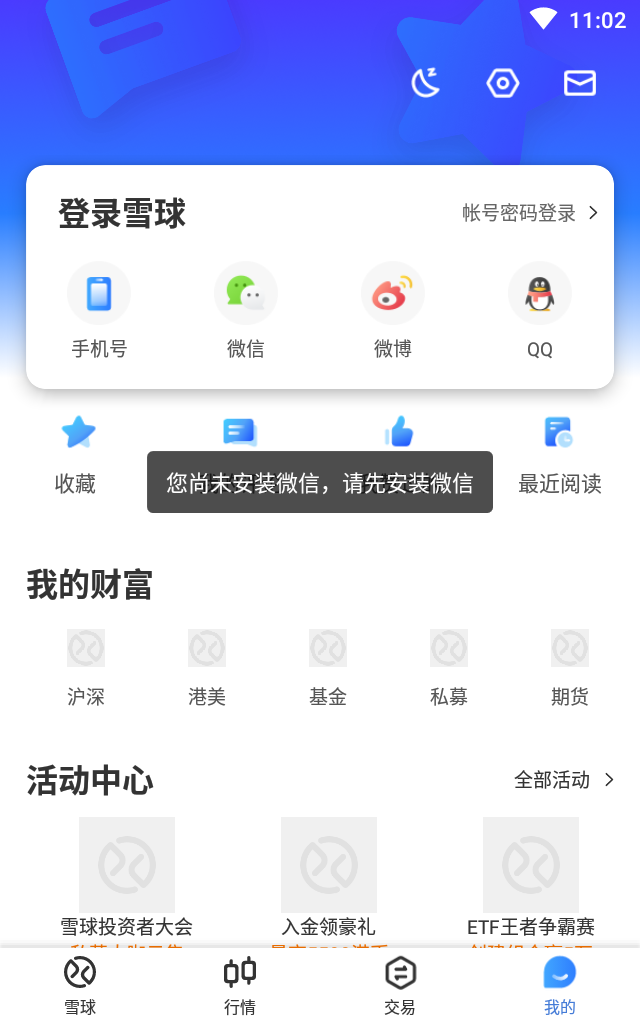 11:02
登录雪球
帐号密码登录
手机号
微信
微博
QQ
收藏
最近阅读
您尚未安装微信，请先安装微信
我的财富
沪深
港美
基金
私募
期货
活动中心
全部活动
雪球投资者大会
入金领豪礼
ETF王者争霸赛
雪球
行情
交易
我的